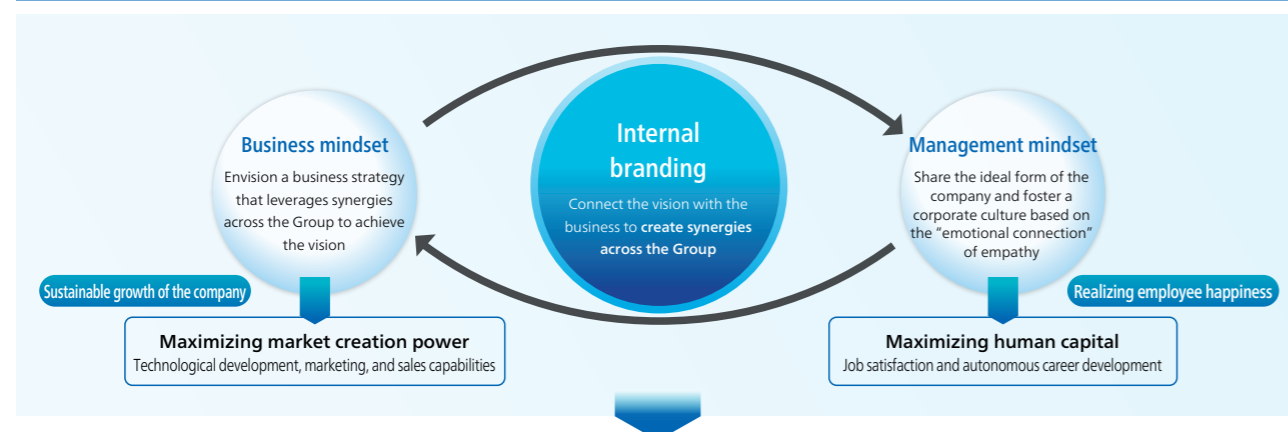 Business mindset
Envision a business strategy
that leverages synergies
across the Group to achieve
the vision
Sustainable growth of the company
Maximizing market creation power
Technological development, marketing, and sales capabilities
Internal
branding
Connect the vision with the
business to create synergies
across the Group
Management mindset
Share the ideal form of the
company and foster a
corporate culture based on
the “emotional connection”
of empathy
Realizing employee happiness
Maximizing human capital
Job satisfaction and autonomous career development